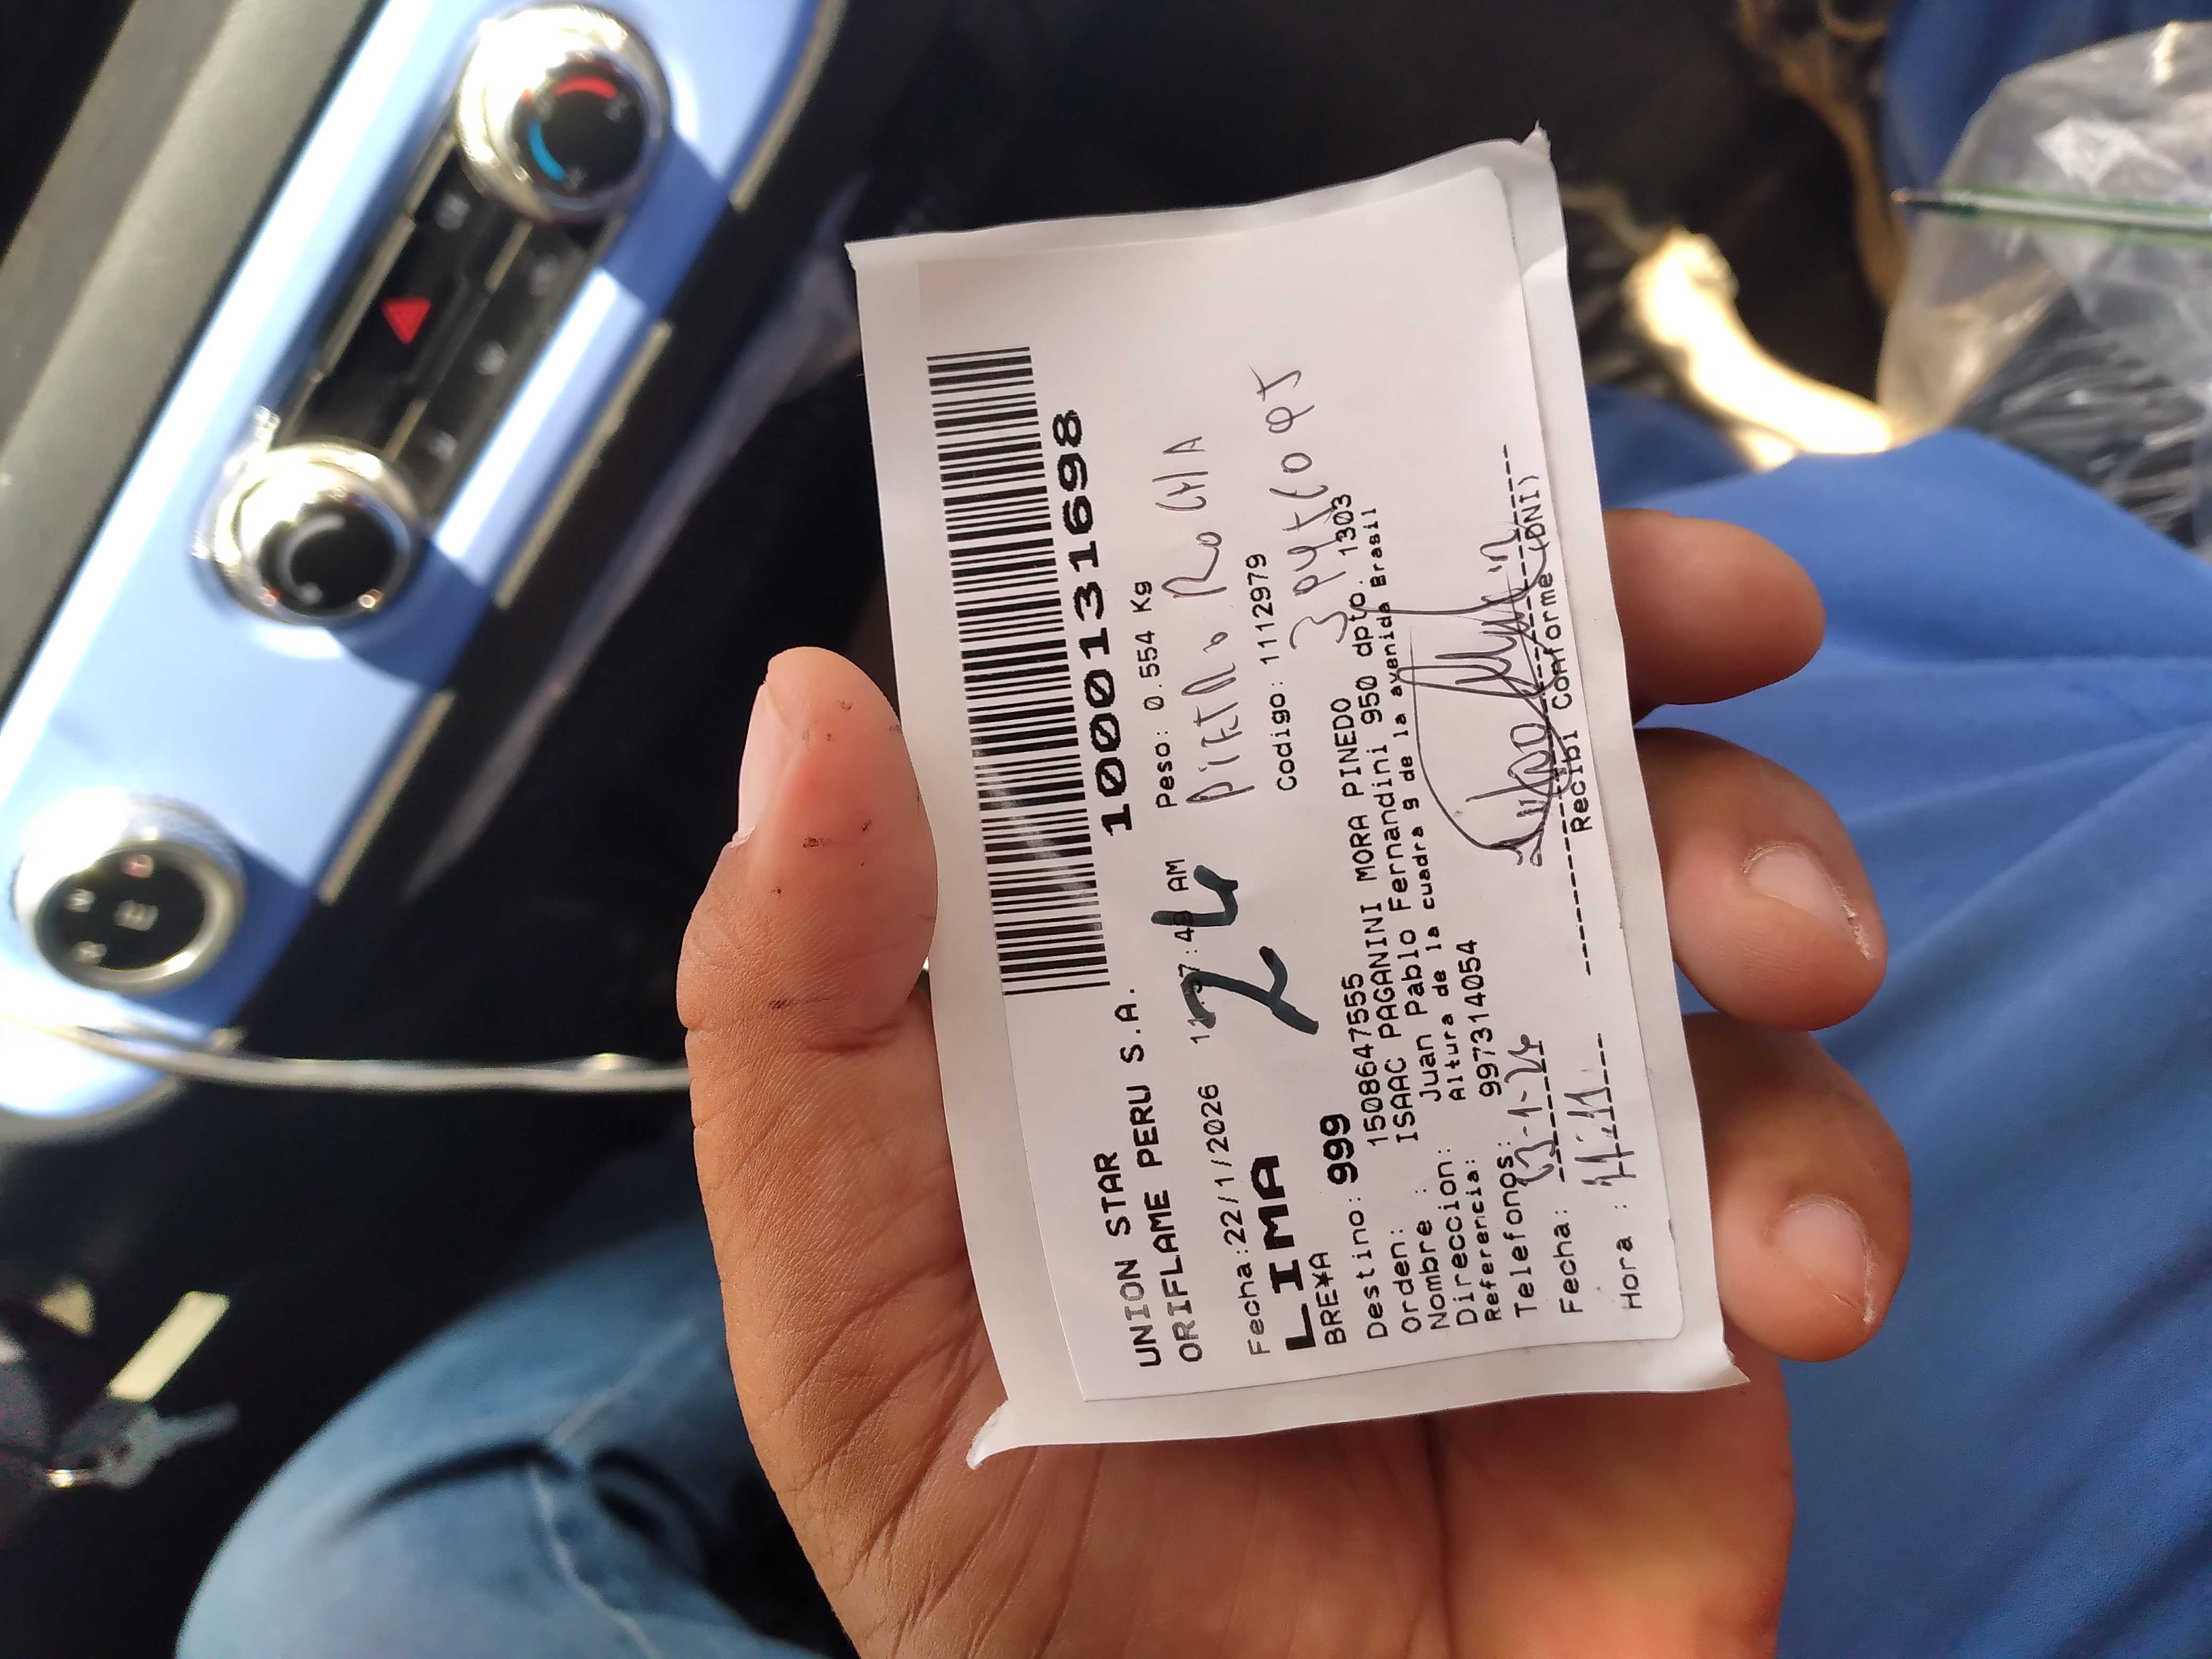 1000131698
UNION STAR
ORIFLAME PERU S.A.
Fecha:22/1/2026 AM Peso: 0.554 Kg
24
LIMA
BRE¥A
Codigo: 1112979
Destino: 999
Orden: 1508647555
Nombre : ISAAC PAGANINI MORA PINEDO
Direccion: Juan Pablo Fernandini 950 dpto. 1303
Referencia: Altura de la cuadra 9 de la avenida Brasil
Telefonos: 997314054
Fecha:
Hora :
Recibi Conforme (DNI)